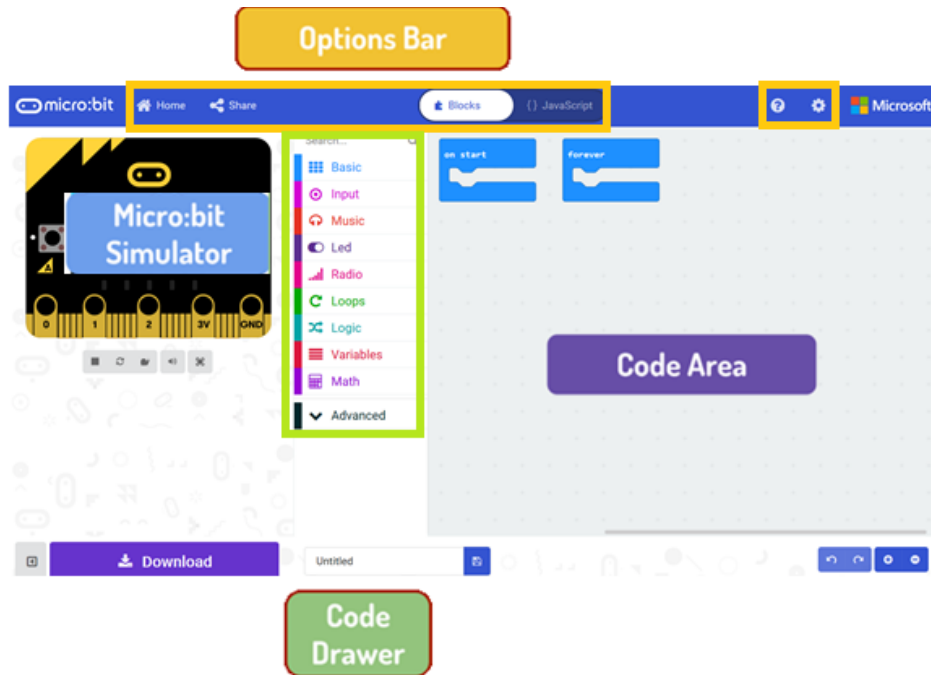 Options Bar
micro:bit Home Share Blocks {} JavaScript Microsoft
Search...
Basic
Input
Music
Led
Radio
Loops
Logic
Variables
Math
Advanced
Micro:bit
Simulator
0 1 2 3V GND
on start forever
Code Area
Download Untitled
Code
Drawer